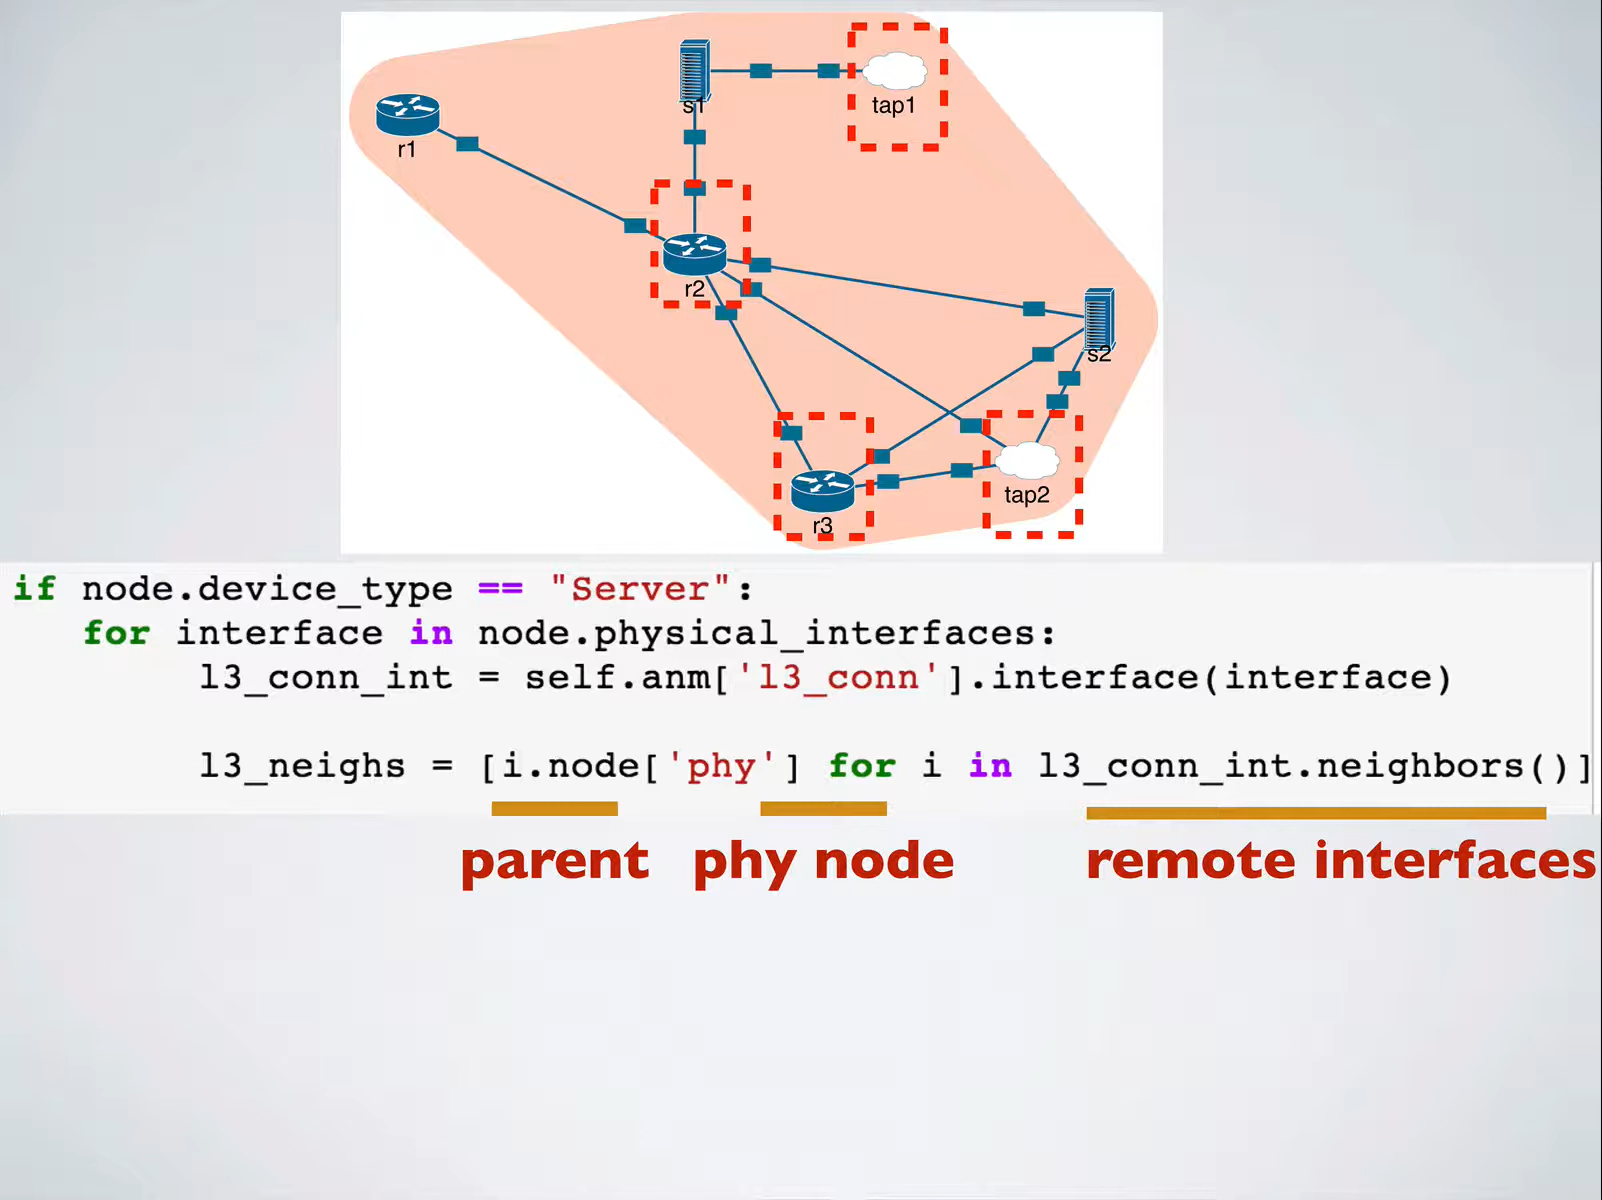 s1
tap1
r1
r2
s2
tap2
r3
if node.device_type == "Server":
for interface in node.physical_interfaces:
l3_conn_int = self.anm['l3_conn'].interface(interface)
l3_neighs = [i.node['phy'] for i in l3_conn_int.neighbors()]
parent phy node remote interfaces